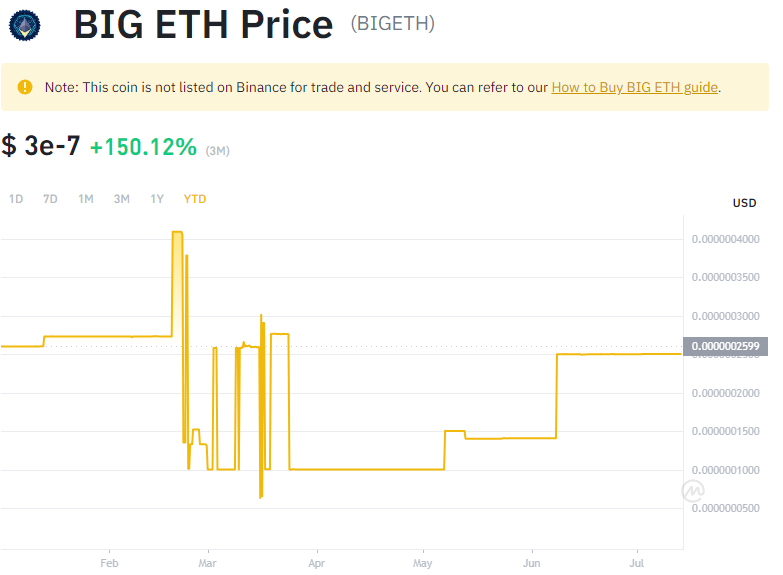 BIG ETH Price (BIGETH)
Note: This coin is not listed on Binance for trade and service. You can refer to our How to Buy BIG ETH guide.
$ 3e-7 +150.12% (3M)
1D 7D 1M 3M 1Y YTD
USD
0.0000004000
0.0000003500
0.0000003000
0.0000002599
0.0000002000
0.0000001500
0.0000001000
0.0000000500
Feb Mar Apr May Jun Jul